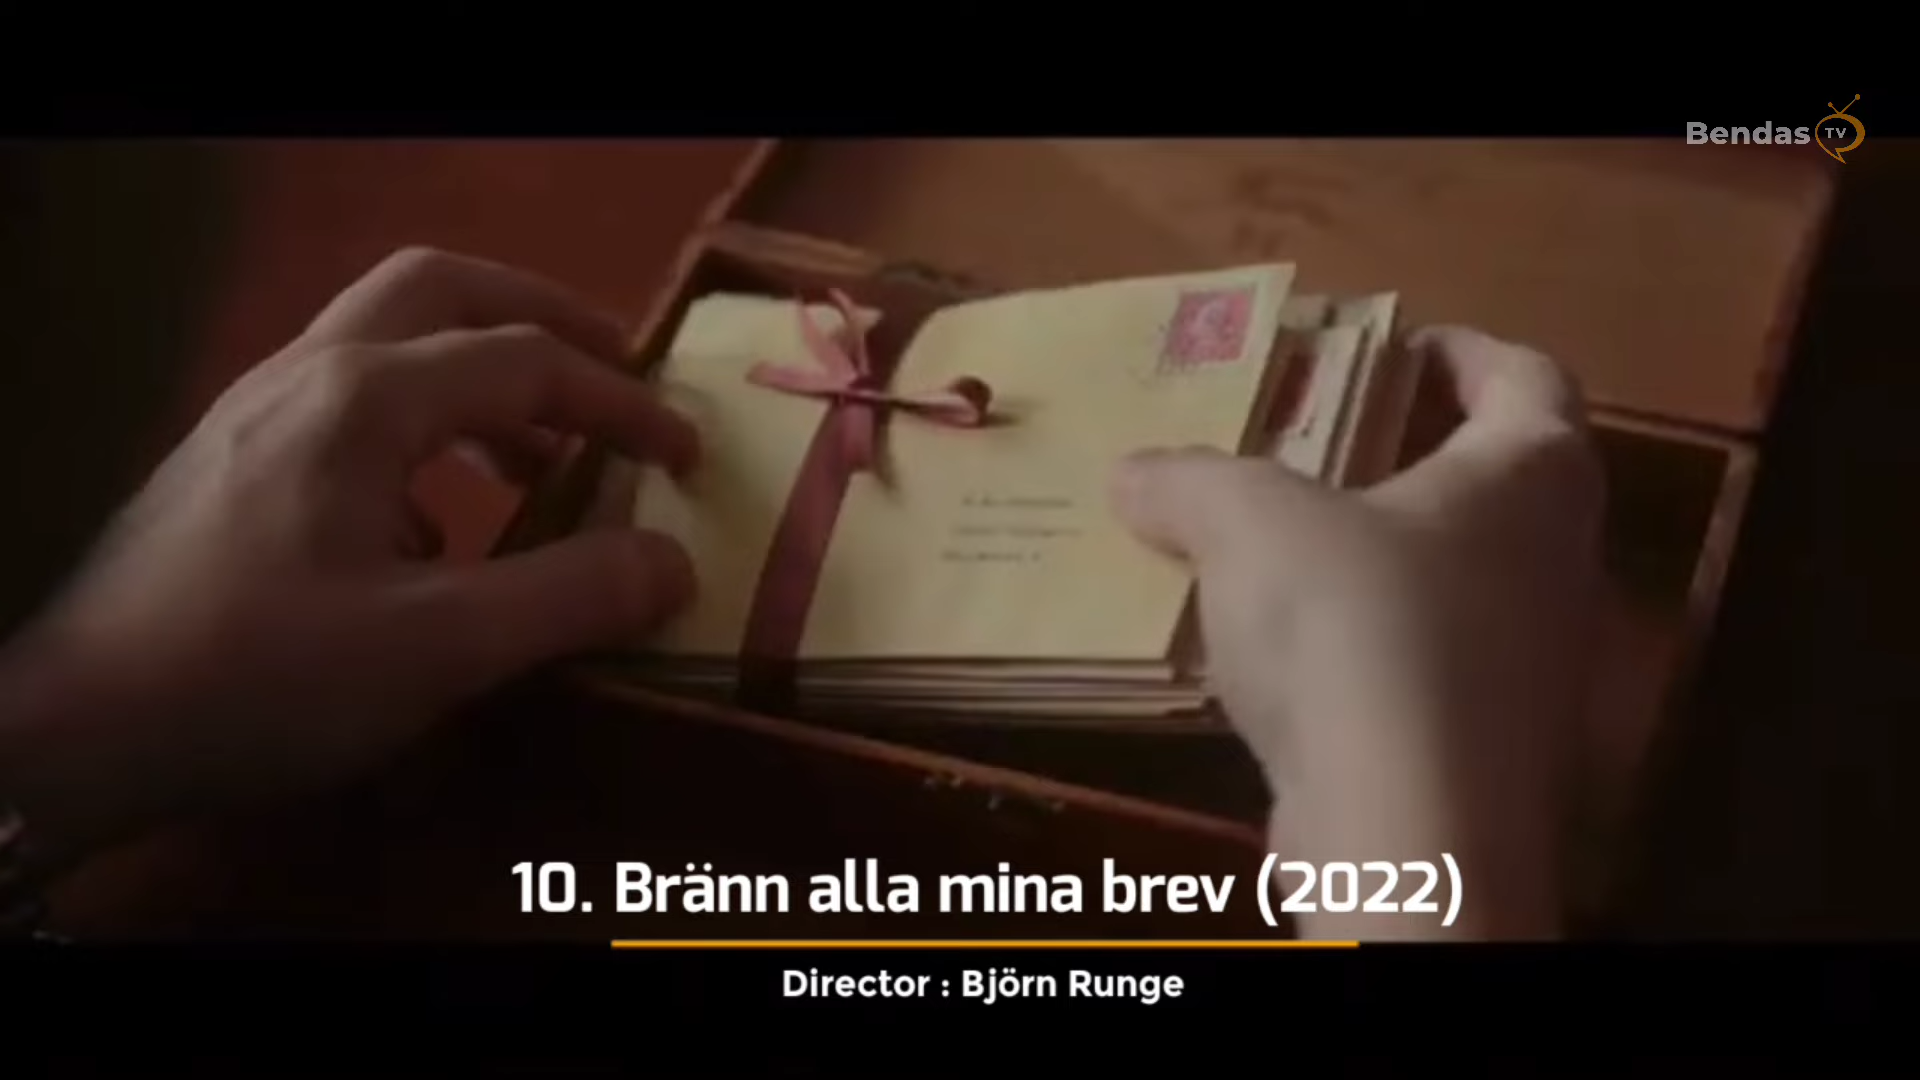 Bendas TV
10. Bränn alla mina brev (2022)
Director : Björn Runge